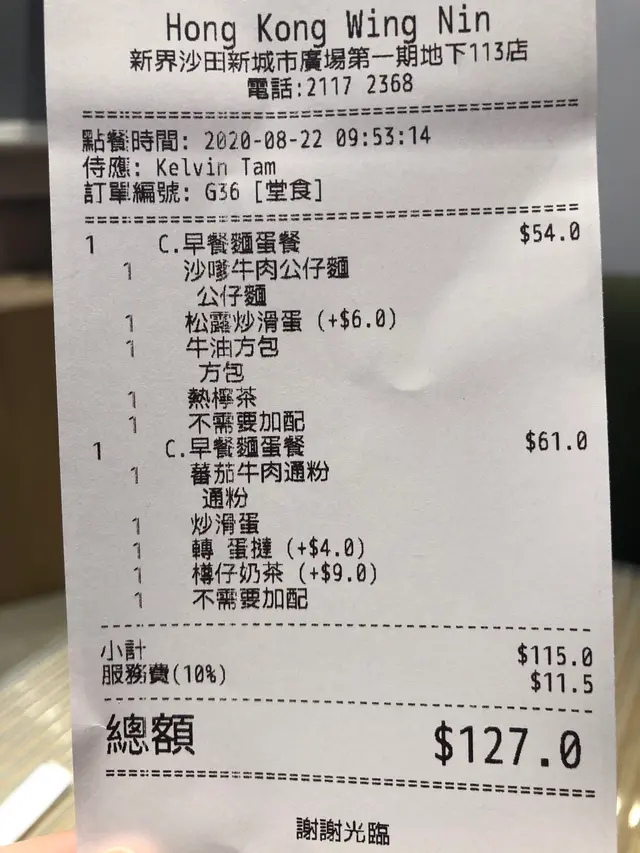 Hong Kong Wing Nin
新界沙田新城市廣場第一期地下113店
電話:2117 2368
點餐時間: 2020-08-22 09:53:14
侍應: Kelvin Tam
訂單編號: G36 [堂食]
1 C.早餐麵蛋餐 $54.0
1 沙嗲牛肉公仔麵
公仔麵
1 松露炒滑蛋 (+$6.0)
1 牛油方包
方包
1 熱檸茶
1 不需要加配
1 C.早餐麵蛋餐 $61.0
1 蕃茄牛肉通粉
通粉
1 炒滑蛋
1 轉 蛋撻 (+$4.0)
1 樽仔奶茶 (+$9.0)
1 不需要加配
小計 $115.0
服務費(10%) $11.5
總額 $127.0
謝謝光臨